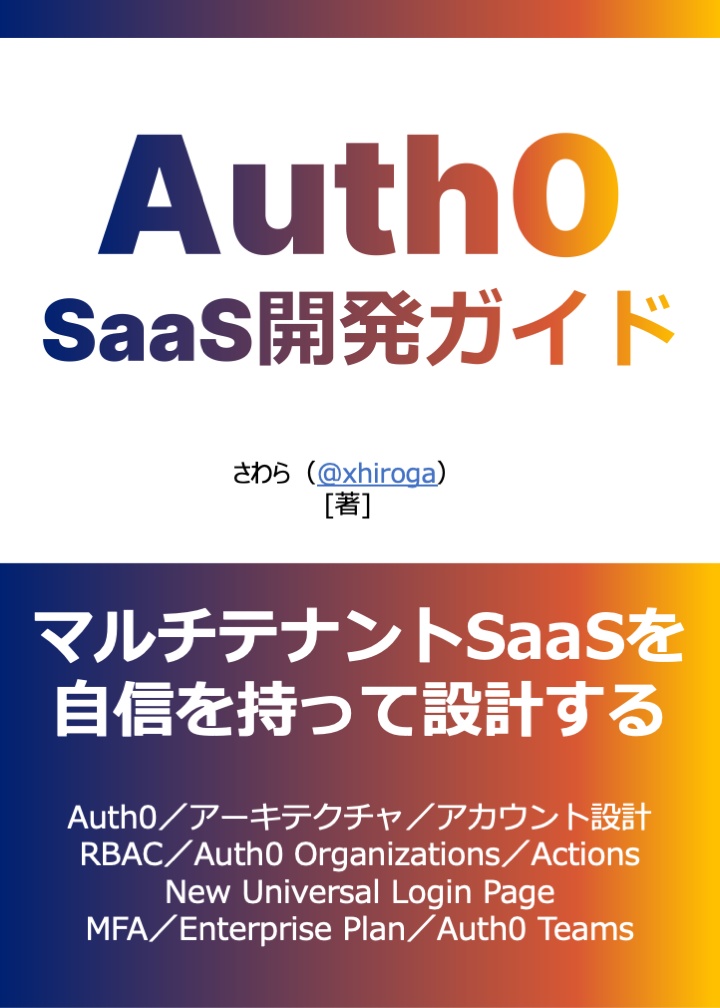 Auth0
SaaS開発ガイド
さわら（@xhiroga）
[著]
マルチテナントSaaSを
自信を持って設計する
Auth0／アーキテクチャ／アカウント設計
RBAC／Auth0 Organizations／Actions
New Universal Login Page
MFA／Enterprise Plan／Auth0 Teams